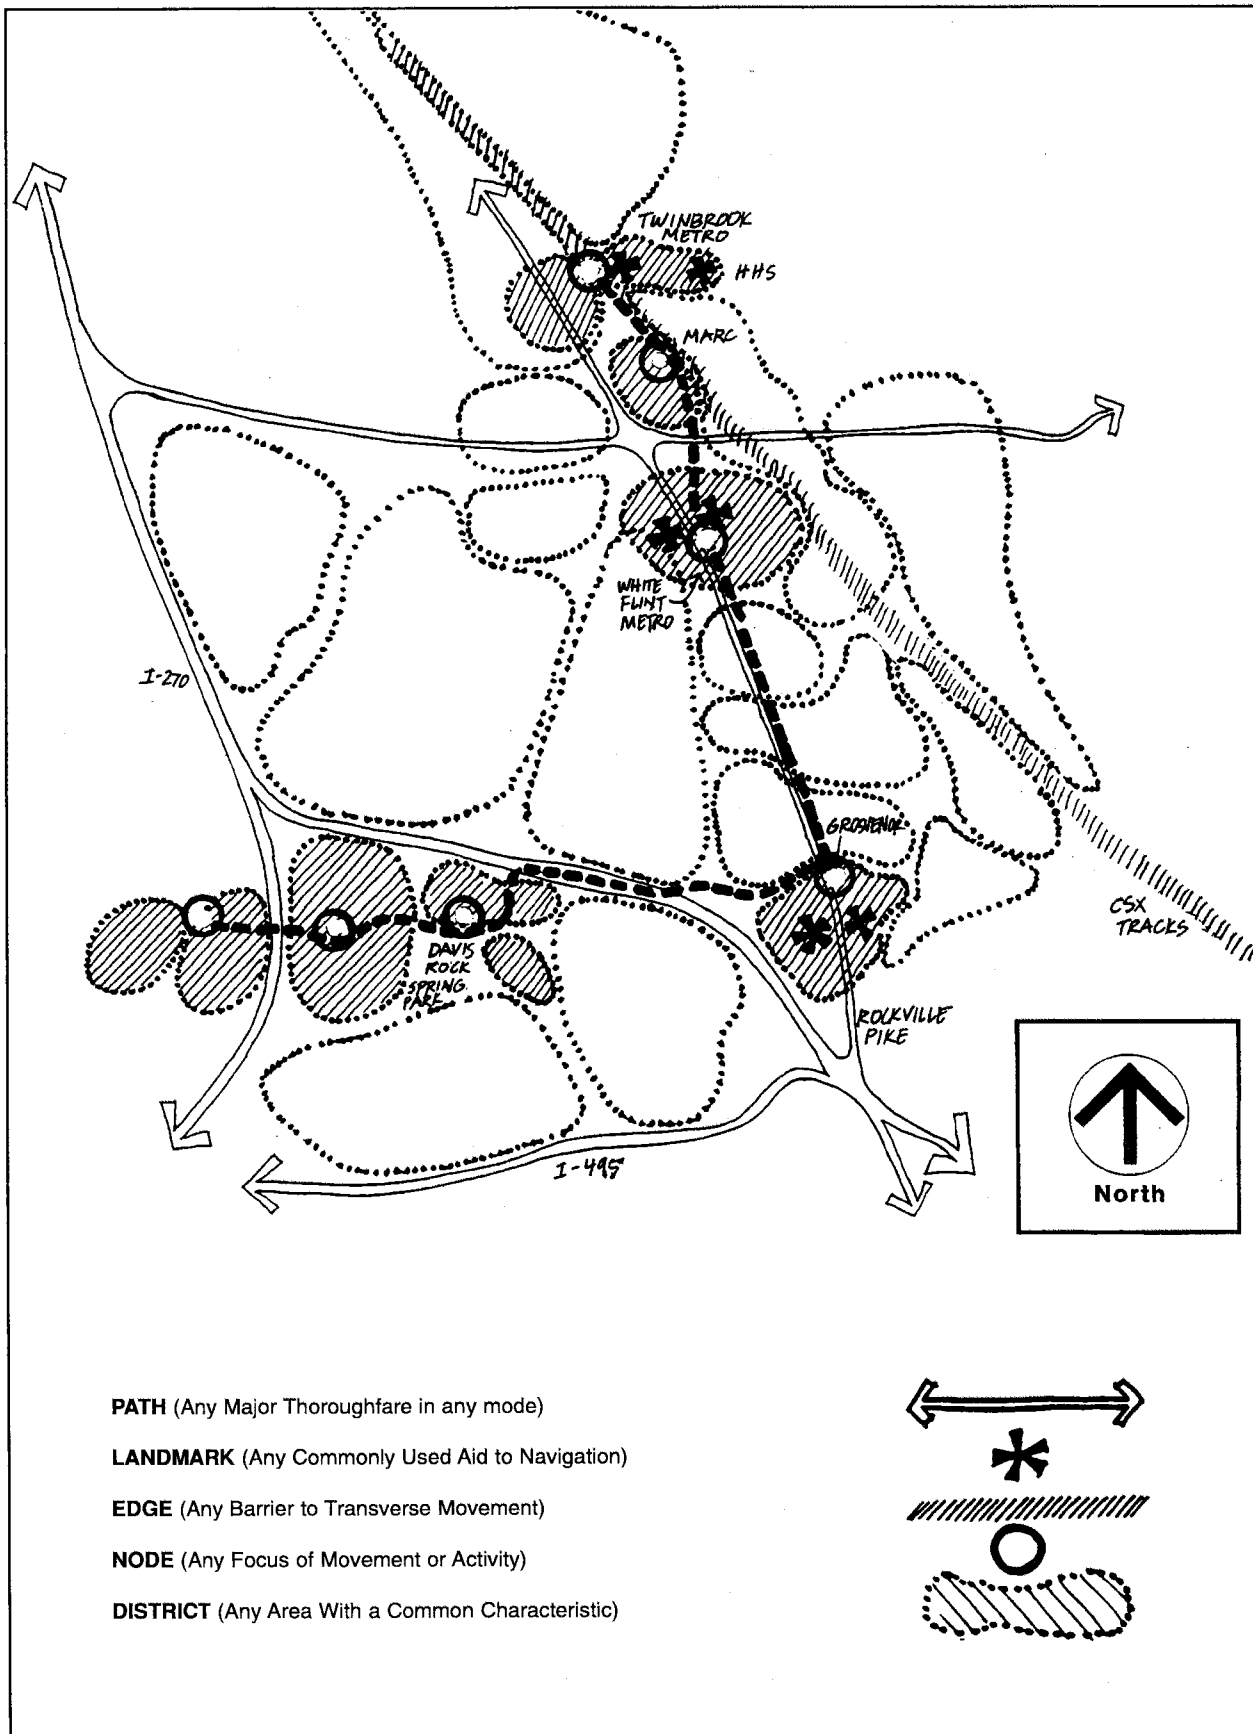 TWINBROOK
METRO
HHS
MARC
WHITE
FLINT
METRO
I-270
GROSVENOR
CSX
TRACKS
DAVIS
ROCK
SPRING
PARK
ROCKVILLE
PIKE
I-495
North
PATH (Any Major Thoroughfare in any mode)
LANDMARK (Any Commonly Used Aid to Navigation)
EDGE (Any Barrier to Transverse Movement)
NODE (Any Focus of Movement or Activity)
DISTRICT (Any Area With a Common Characteristic)